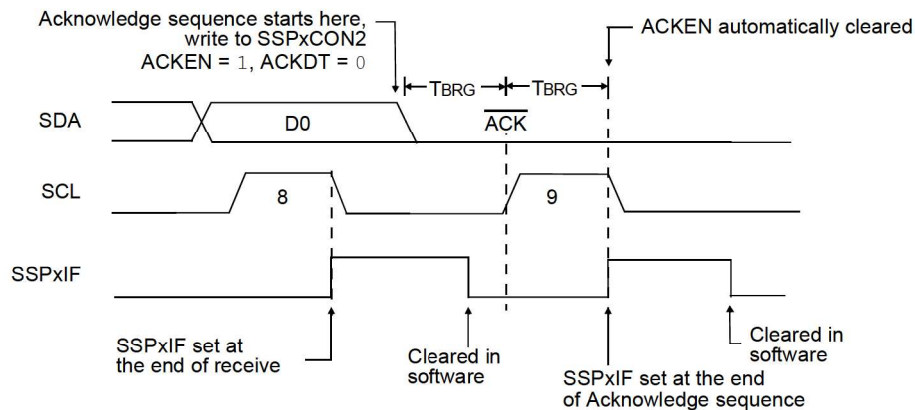 Acknowledge sequence starts here,
write to SSPxCON2
ACKEN = 1, ACKDT = 0
ACKEN automatically cleared
TBRG
TBRG
SDA
D0
ACK
SCL
8
9
SSPxIF
SSPxIF set at
the end of receive
Cleared in
software
SSPxIF set at the end
of Acknowledge sequence
Cleared in
software